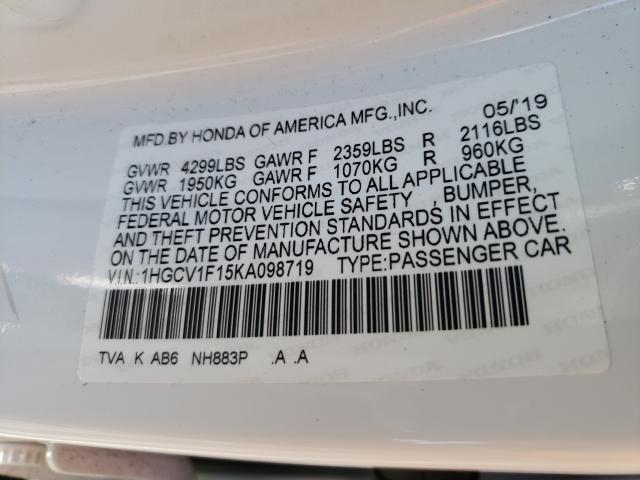 MFD.BY HONDA OF AMERICA MFG.,INC. 05/'19
GVWR 4299LBS GAWR F 2359LBS R 2116LBS
GVWR 1950KG GAWR F 1070KG R 960KG
THIS VEHICLE CONFORMS TO ALL APPLICABLE
FEDERAL MOTOR VEHICLE SAFETY , BUMPER,
AND THEFT PREVENTION STANDARDS IN EFFECT
ON THE DATE OF MANUFACTURE SHOWN ABOVE.
V.I.N.:1HGCV1F15KA098719 TYPE:PASSENGER CAR
TVA K AB6 NH883P .A .A